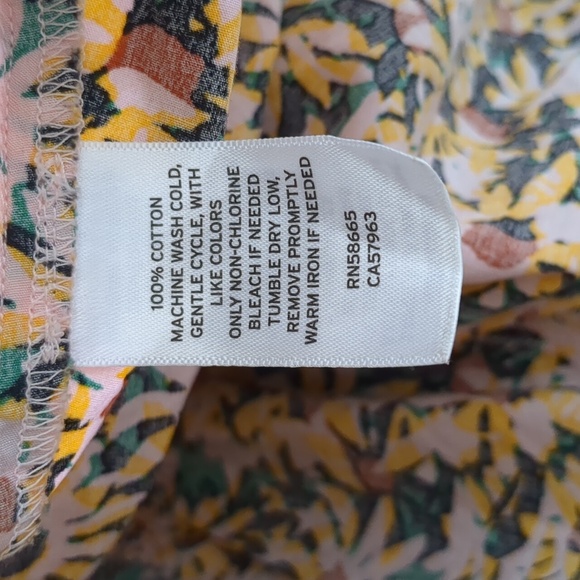 100% COTTON
MACHINE WASH COLD,
GENTLE CYCLE, WITH
LIKE COLORS
ONLY NON-CHLORINE
BLEACH IF NEEDED
TUMBLE DRY LOW,
REMOVE PROMPTLY
WARM IRON IF NEEDED
RN58665
CA57963